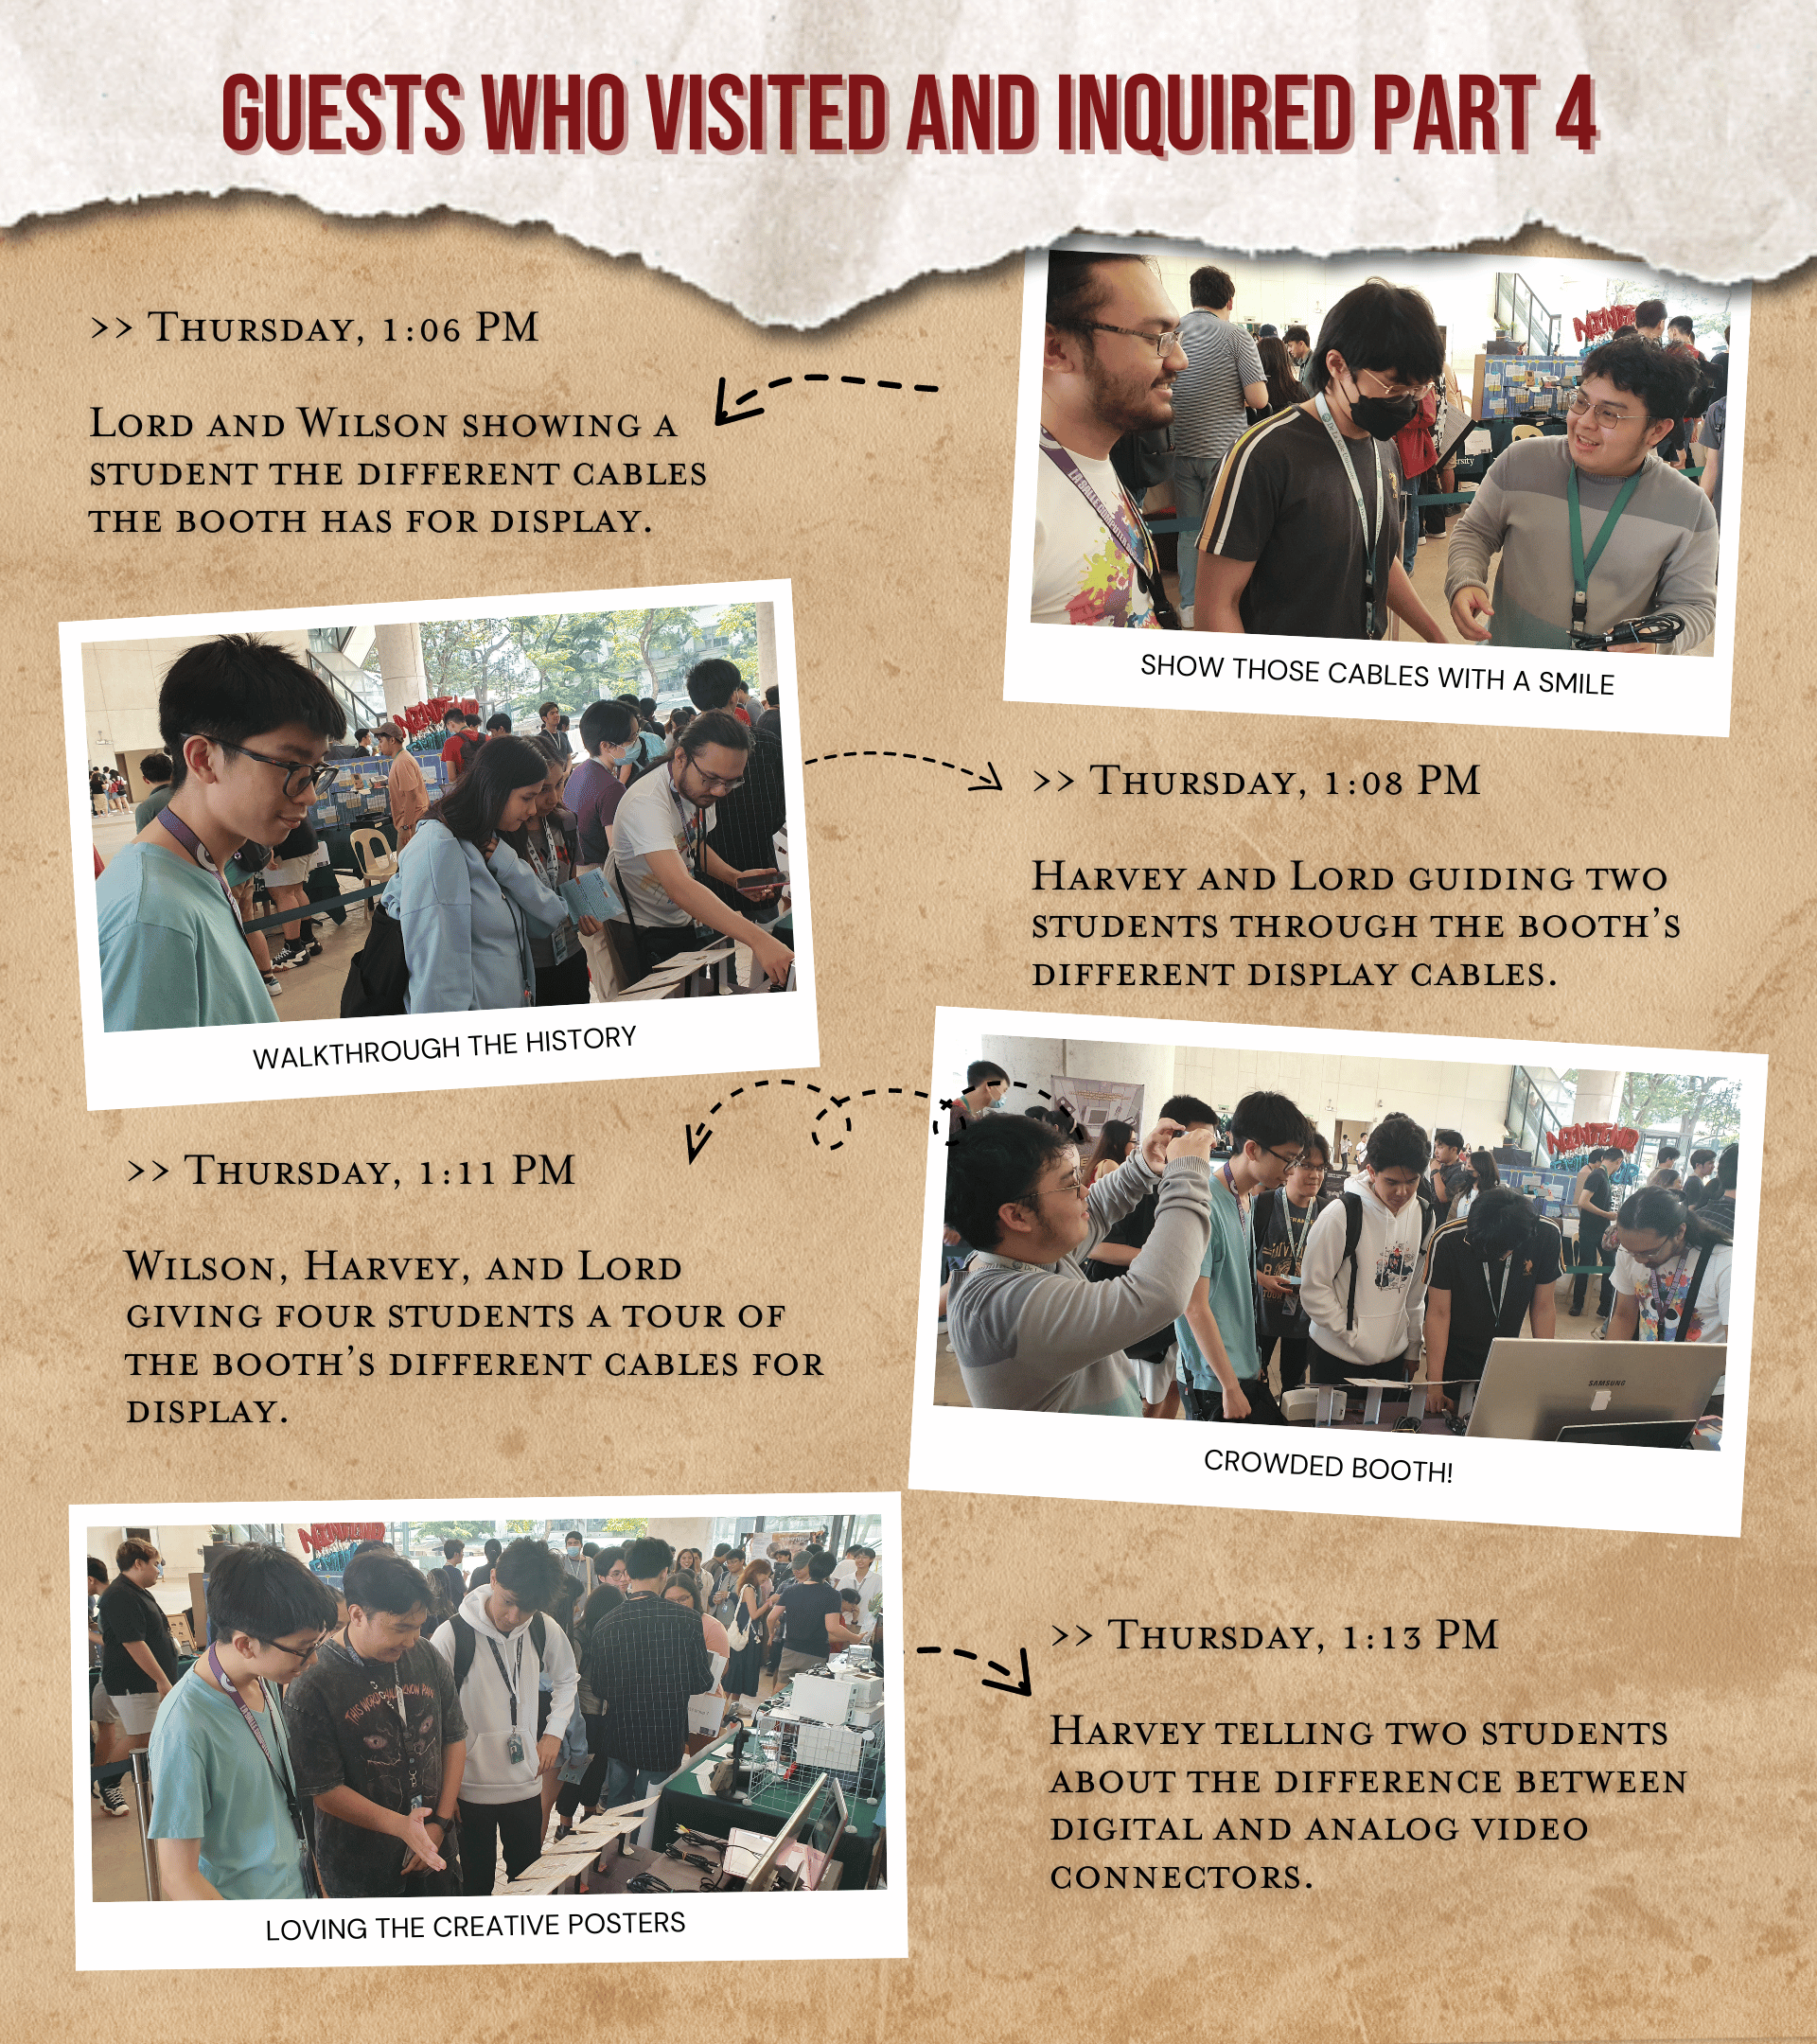 GUESTS WHO VISITED AND INQUIRED PART 4
>> Thursday, 1:06 PM
Lord and Wilson showing a
student the different cables
the booth has for display.
SHOW THOSE CABLES WITH A SMILE
WALKTHROUGH THE HISTORY
>> Thursday, 1:08 PM
Harvey and Lord guiding two
students through the booth's
different display cables.
>> Thursday, 1:11 PM
Wilson, Harvey, and Lord
giving four students a tour of
the booth's different cables for
display.
SAMSUNG
CROWDED BOOTH!
LOVING THE CREATIVE POSTERS
>> Thursday, 1:13 PM
Harvey telling two students
about the difference between
digital and analog video
connectors.